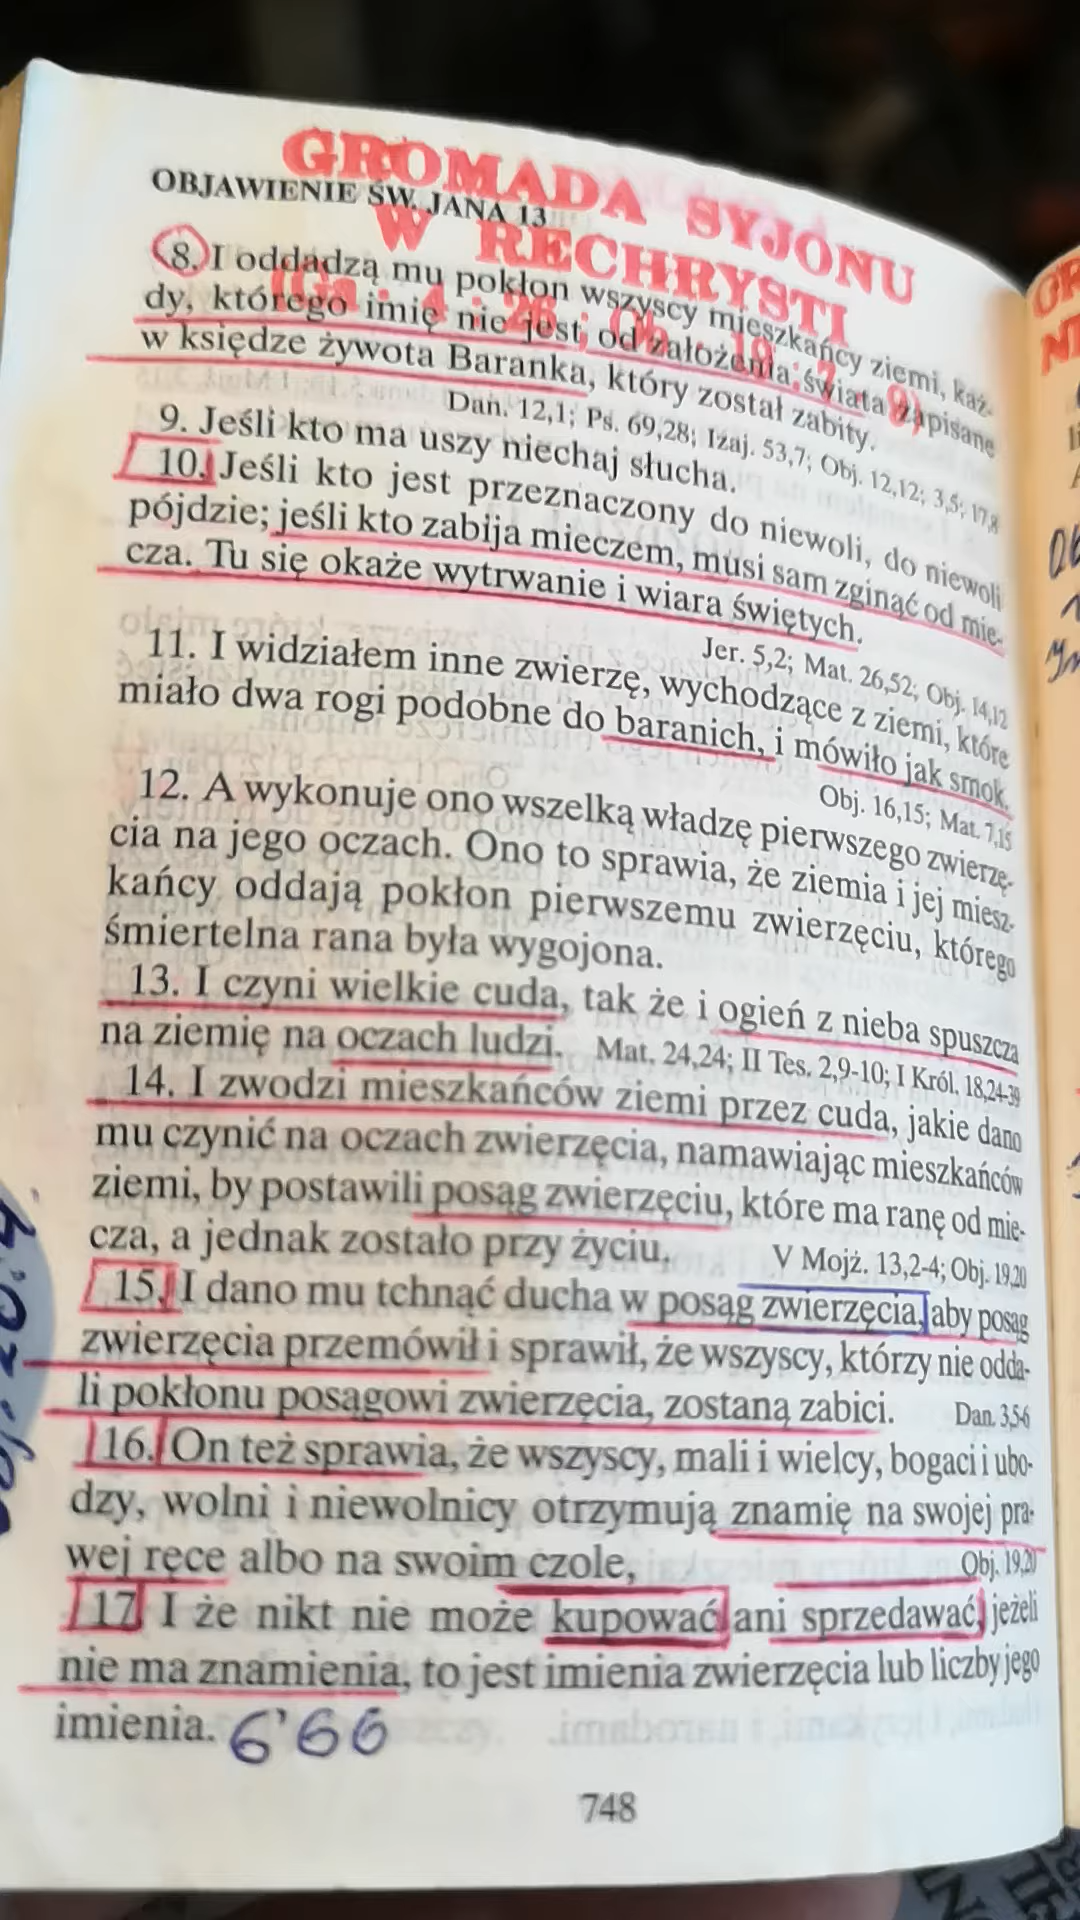 GROMADA SYJONU
OBJAWIENIE ŚW. JANA 13
W RECHRYSTI
8. I oddadzą mu pokłon wszyscy mieszkańcy ziemi, każ-
dy, którego imię nie jest od założenia świata zapisane
w księdze żywota Baranka, który został zabity.
Dan. 12,1; Ps. 69,28; Izaj. 53,7; Obj. 12,12; 3,5; 17,8
9. Jeśli kto ma uszy niechaj słucha.
10. Jeśli kto jest przeznaczony do niewoli, do niewoli
pójdzie; jeśli kto zabija mieczem, musi sam zginąć od mie-
cza. Tu się okaże wytrwanie i wiara świętych.
Jer. 5,2; Mat. 26,52; Obj. 14,12
11. I widziałem inne zwierzę, wychodzące z ziemi, które
miało dwa rogi podobne do baranich, i mówiło jak smok.
Obj. 16,15; Mat. 7,15
12. A wykonuje ono wszelką władzę pierwszego zwierzę-
cia na jego oczach. Ono to sprawia, że ziemia i jej miesz-
kańcy oddają pokłon pierwszemu zwierzęciu, którego
śmiertelna rana była wygojona.
13. I czyni wielkie cuda, tak że i ogień z nieba spuszcza
na ziemię na oczach ludzi. Mat. 24,24; II Tes. 2,9-10; I Król. 18,24-39
14. I zwodzi mieszkańców ziemi przez cuda, jakie dano
mu czynić na oczach zwierzęcia, namawiając mieszkańców
ziemi, by postawili posąg zwierzęciu, które ma ranę od mie-
cza, a jednak zostało przy życiu. V Mojż. 13,2-4; Obj. 19,20
15. I dano mu tchnąć ducha w posąg zwierzęcia, aby posąg
zwierzęcia przemówił i sprawił, że wszyscy, którzy nie odda-
li pokłonu posągowi zwierzęcia, zostaną zabici. Dan. 3,5-6
16. On też sprawia, że wszyscy, mali i wielcy, bogaci i ubo-
dzy, wolni i niewolnicy otrzymują znamię na swojej pra-
wej ręce albo na swoim czole, Obj. 19,20
17. I że nikt nie może kupować ani sprzedawać, jeżeli
nie ma znamienia, to jest imienia zwierzęcia lub liczby jego
imienia. 6'66
748